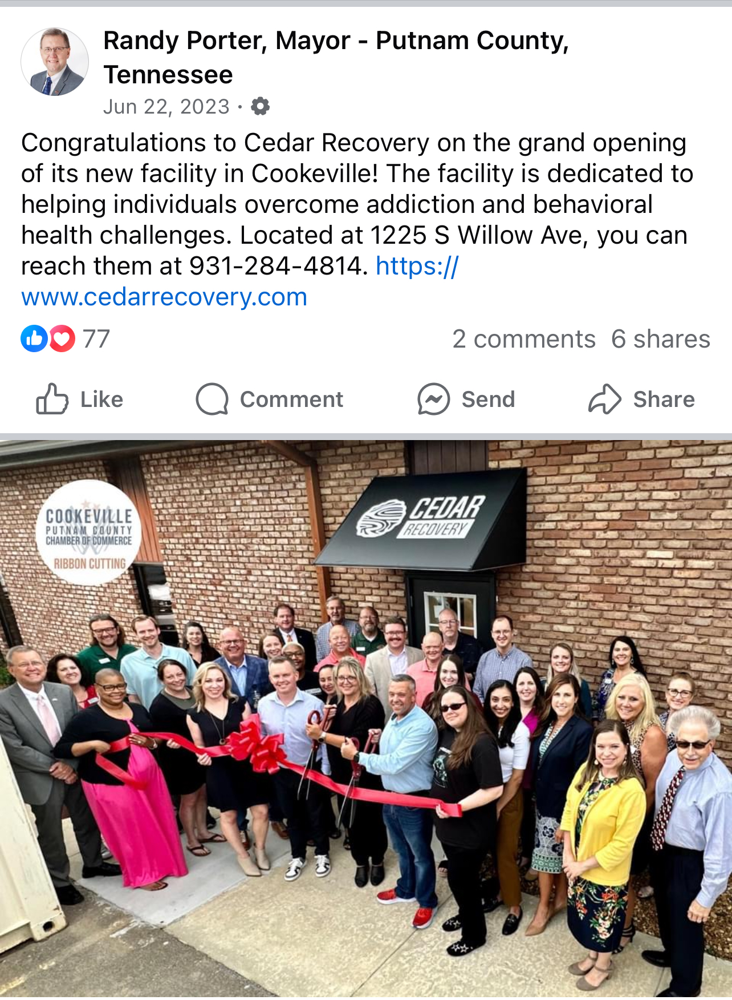 Randy Porter, Mayor - Putnam County,
Tennessee
Jun 22, 2023 ·
Congratulations to Cedar Recovery on the grand opening
of its new facility in Cookeville! The facility is dedicated to
helping individuals overcome addiction and behavioral
health challenges. Located at 1225 S Willow Ave, you can
reach them at 931-284-4814. https://
www.cedarrecovery.com
77
2 comments 6 shares
Like Comment Send Share
COOKEVILLE
PUTNAM COUNTY
CHAMBER OF COMMERCE
RIBBON CUTTING
CEDAR
RECOVERY